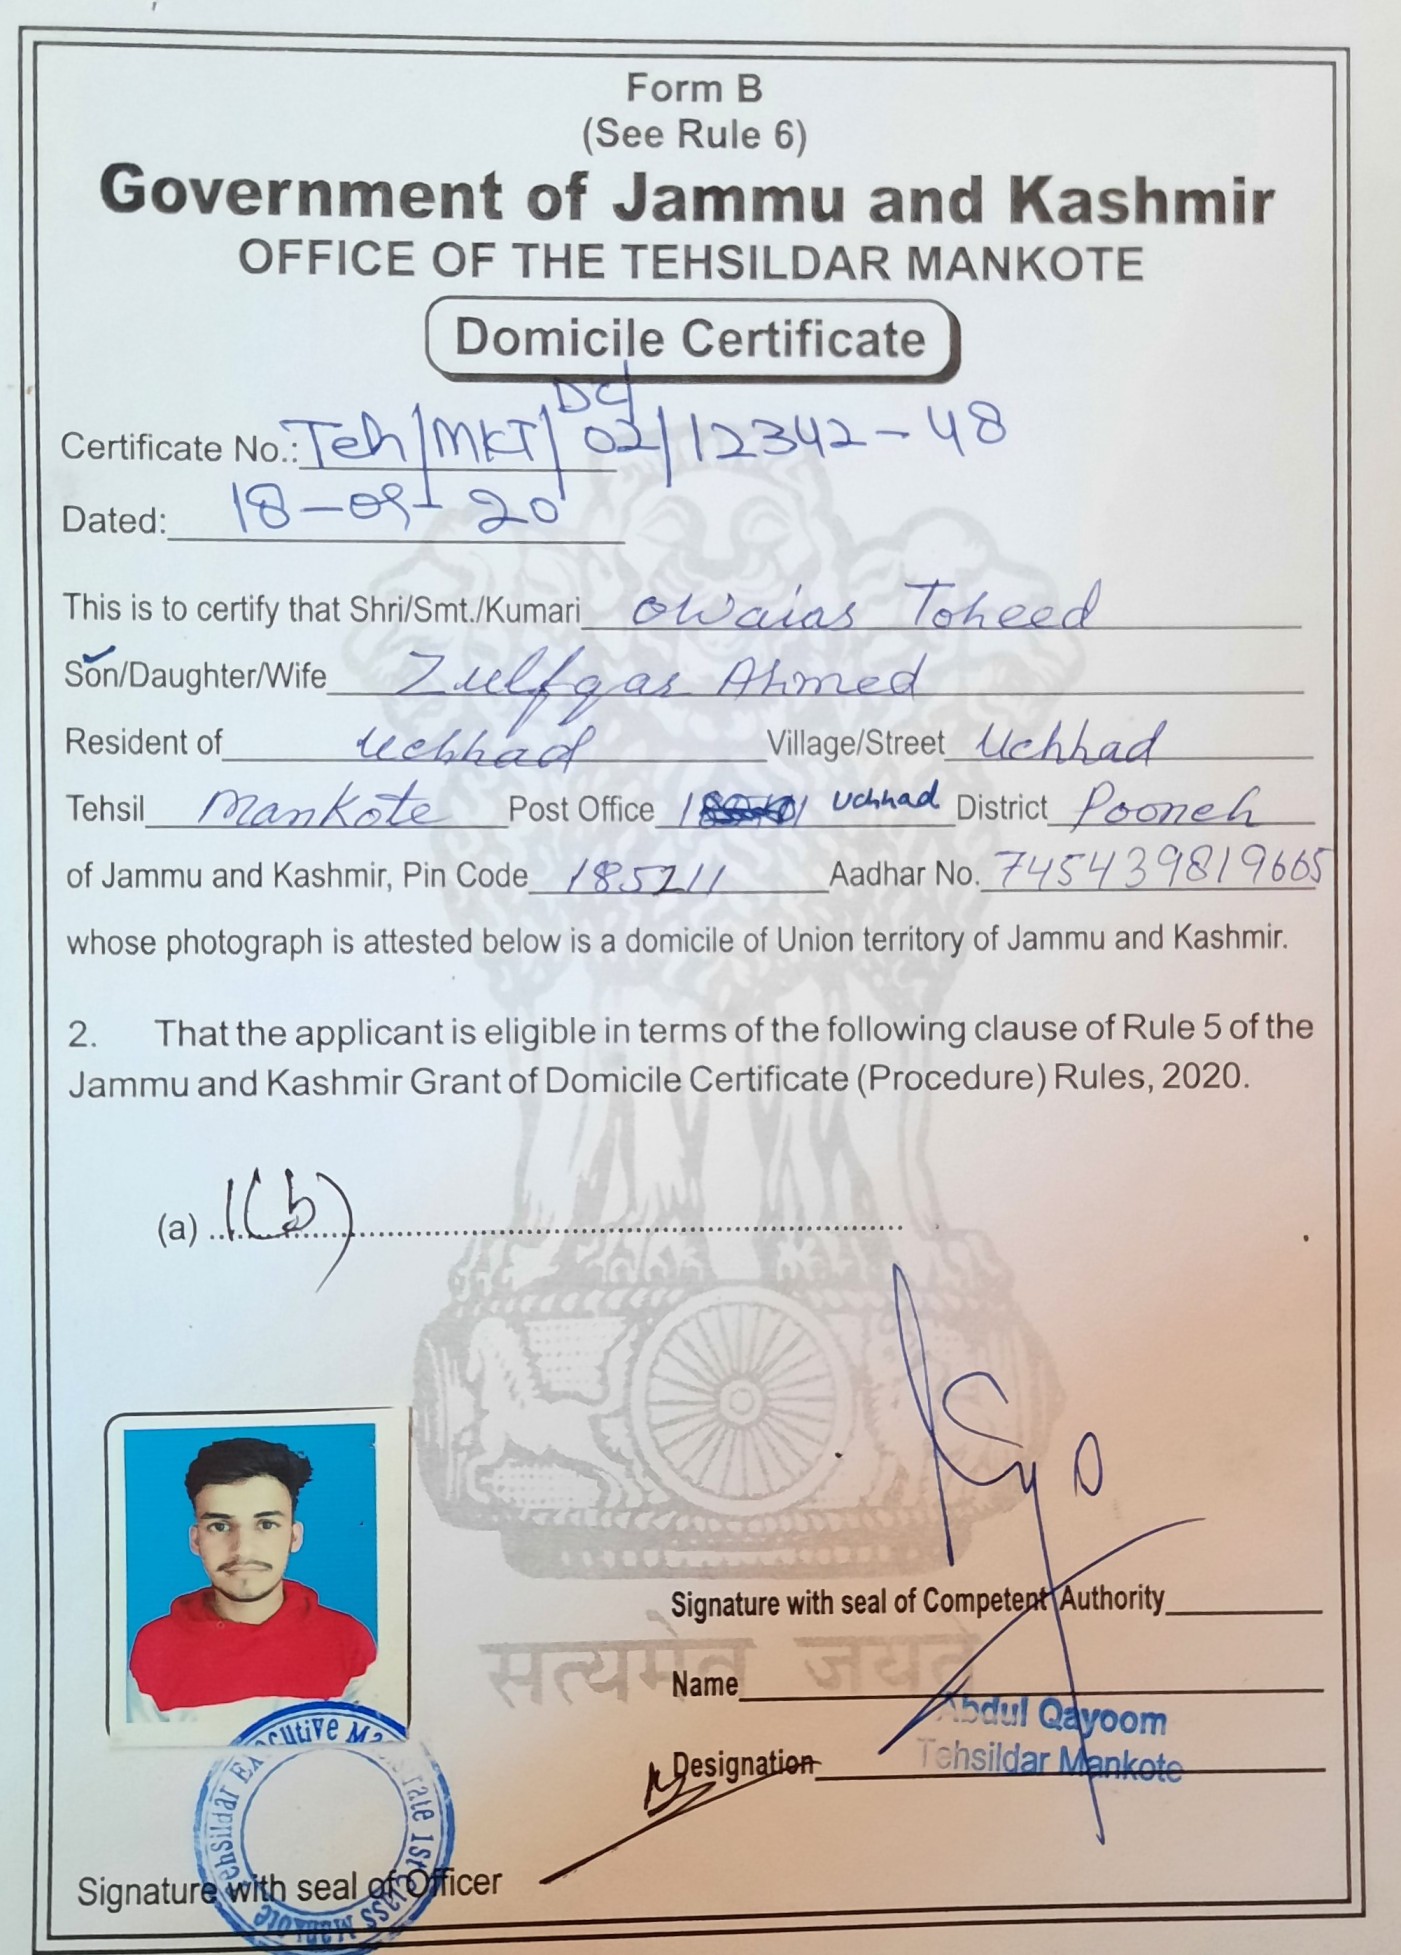 Form B
(See Rule 6)
Government of Jammu and Kashmir
OFFICE OF THE TEHSILDAR MANKOTE
Domicile Certificate
Certificate No.: Teh/MKT/DC/02/12342-48
Dated: 18-09-20
This is to certify that Shri/Smt./Kumari Owaias Toheed
Son/Daughter/Wife Zulfqar Ahmed
Resident of Uchhad Village/Street Uchhad
Tehsil Mankote Post Office Uchhad District Poonch
of Jammu and Kashmir, Pin Code 185211 Aadhar No. 745439819665
whose photograph is attested below is a domicile of Union territory of Jammu and Kashmir.
2. That the applicant is eligible in terms of the following clause of Rule 5 of the
Jammu and Kashmir Grant of Domicile Certificate (Procedure) Rules, 2020.
(a) 1(b)
Signature with seal of Competent Authority
सत्यमेव जयते
Name
Abdul Qayoom
Designation Tehsildar Mankote
Tehsildar Executive Magistrate 1st Class Mankote
Signature with seal of Officer